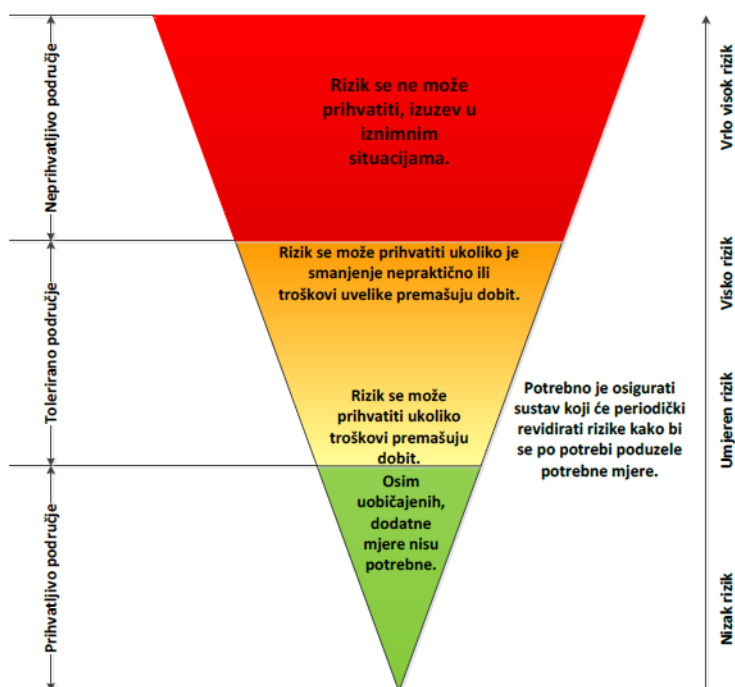 Neprihvatljivo područje
Rizik se ne može
prihvatiti, izuzev u
iznimnim
situacijama.
Vrlo visok rizik
Tolerirano područje
Rizik se može prihvatiti ukoliko je
smanjenje nepraktično ili
troškovi uvelike premašuju dobit.
Visko rizik
Rizik se može
prihvatiti ukoliko
troškovi premašuju
dobit.
Potrebno je osigurati
sustav koji će periodički
revidirati rizike kako bi
se po potrebi poduzele
potrebne mjere.
Umjeren rizik
Prihvatljivo područje
Osim
uobičajenih,
dodatne
mjere nisu
potrebne.
Nizak rizik